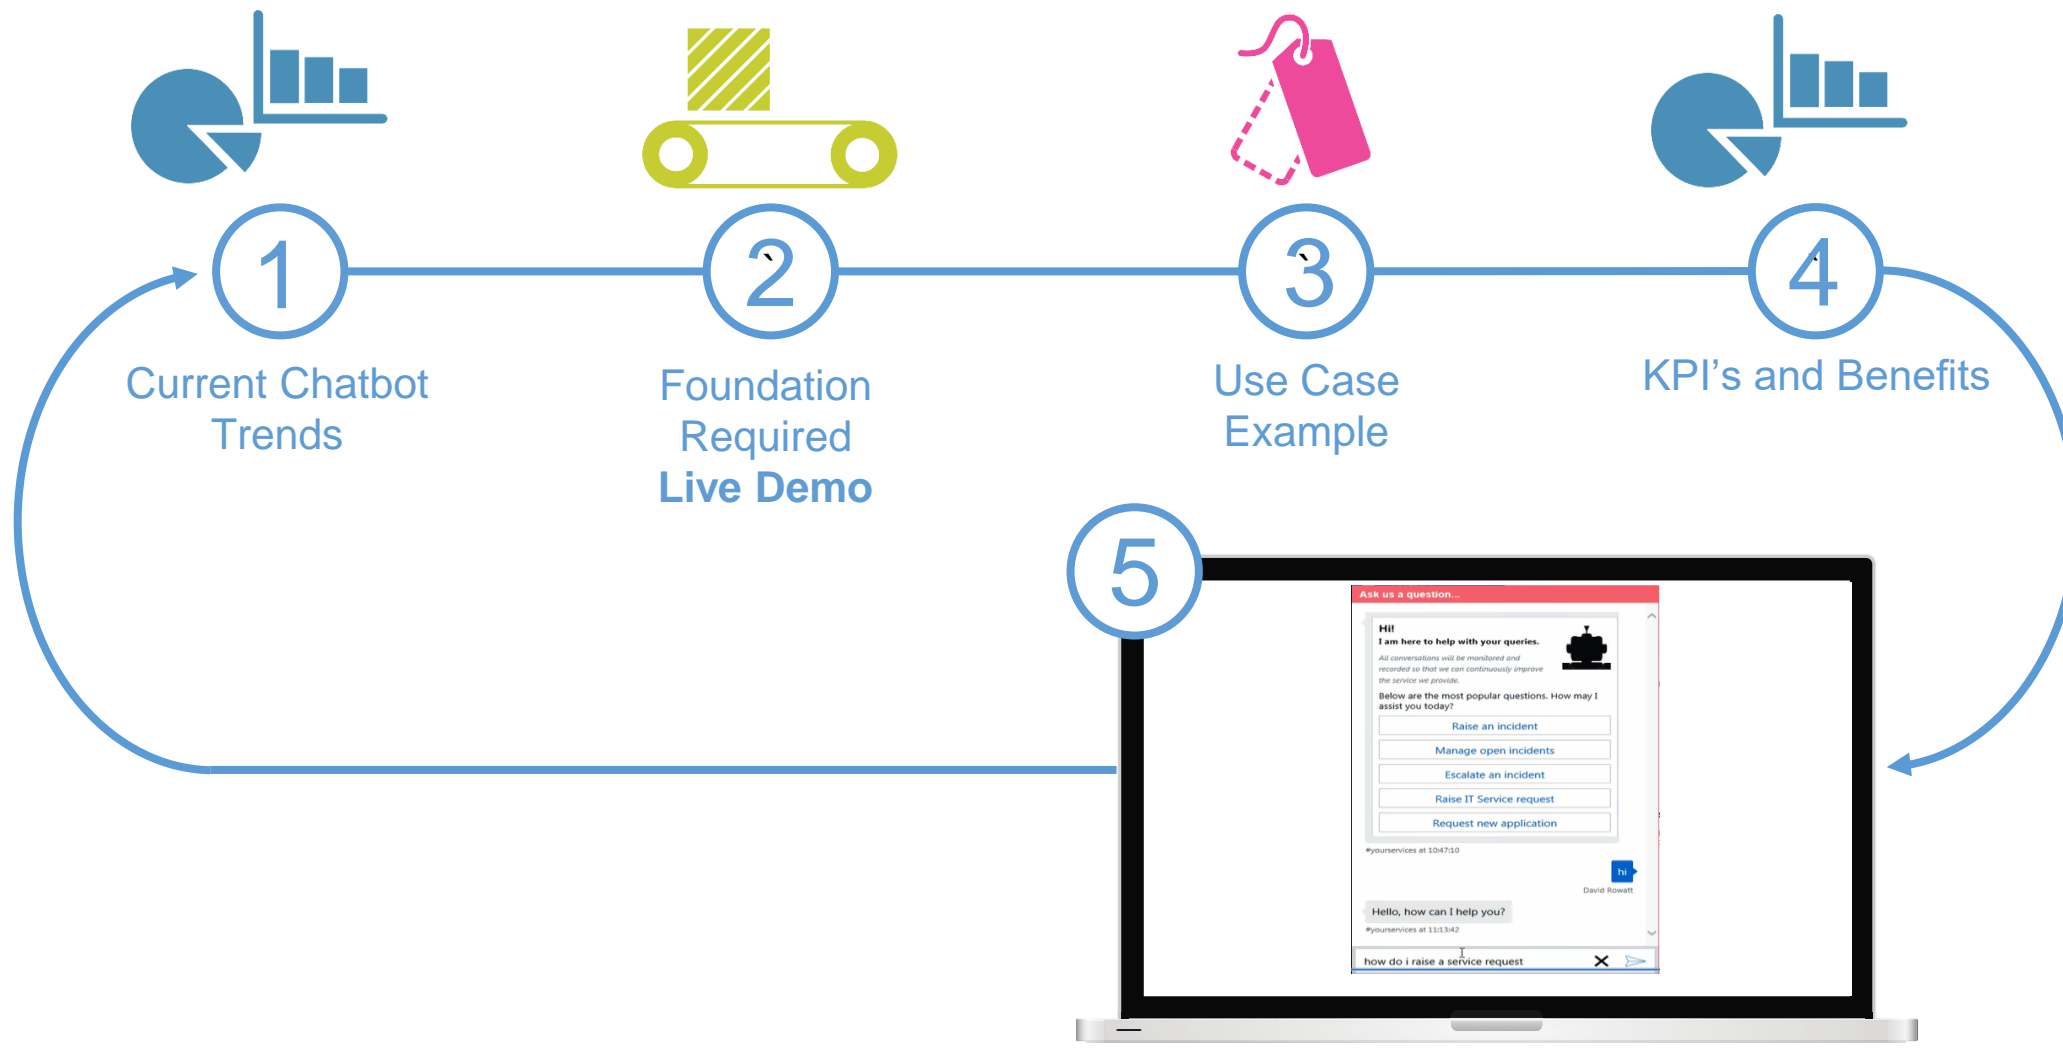 1
2
3
4
Current Chatbot
Trends
Foundation
Required
Live Demo
Use Case
Example
KPI’s and Benefits
5
Ask us a question...
Hi!
I am here to help with your queries.
All conversations will be monitored and
recorded so that we can continuously improve
the service we provide.
Below are the most popular questions. How may I
assist you today?
Raise an incident
Manage open incidents
Escalate an incident
Raise IT Service request
Request new application
#yourservices at 10:47:10
hi
David Rowatt
Hello, how can I help you?
#yourservices at 11:13:42
how do i raise a service request